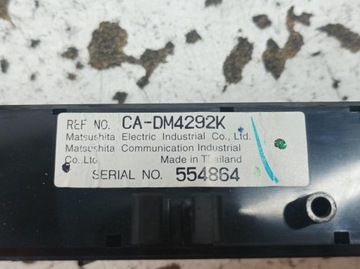 REF NO. CA-DM4292K
Matsushita Electric Industrial Co., Ltd.
Matsushita Communication Industrial
Co., Ltd. Made in Thailand
SERIAL NO. 554864